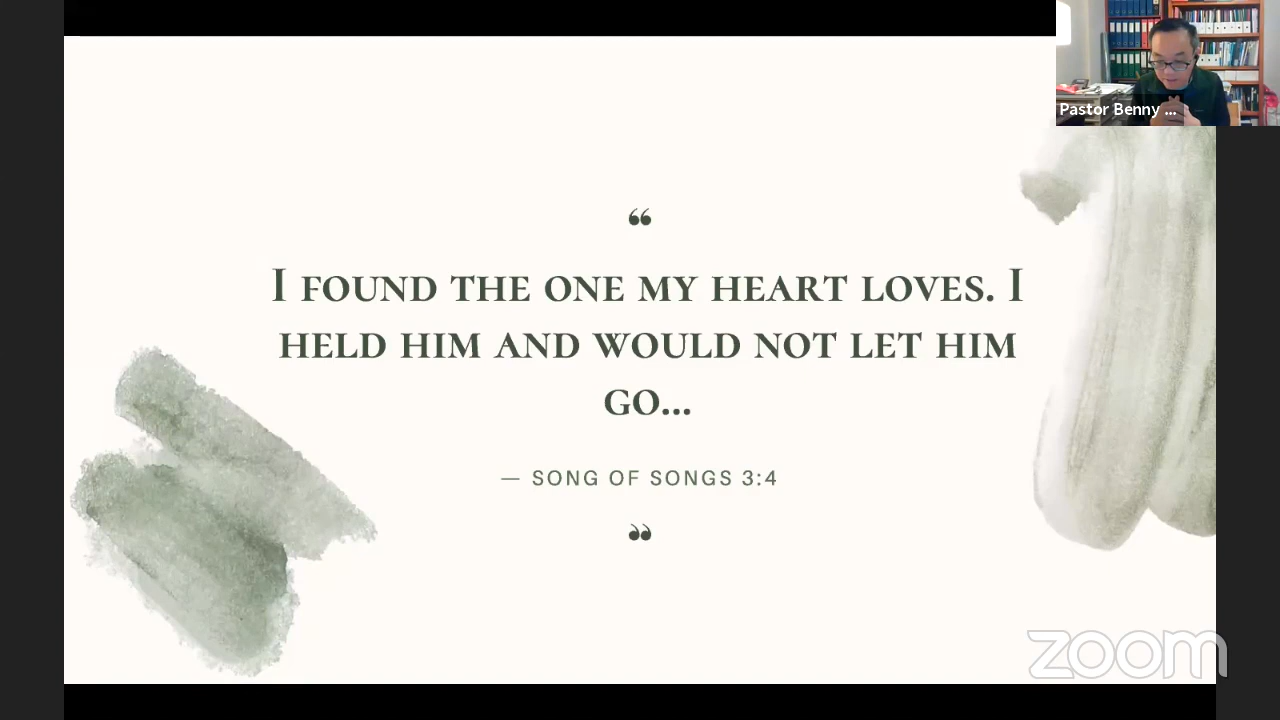 Pastor Benny ...
“
I FOUND THE ONE MY HEART LOVES. I
HELD HIM AND WOULD NOT LET HIM
GO...
— SONG OF SONGS 3:4
”
zoom